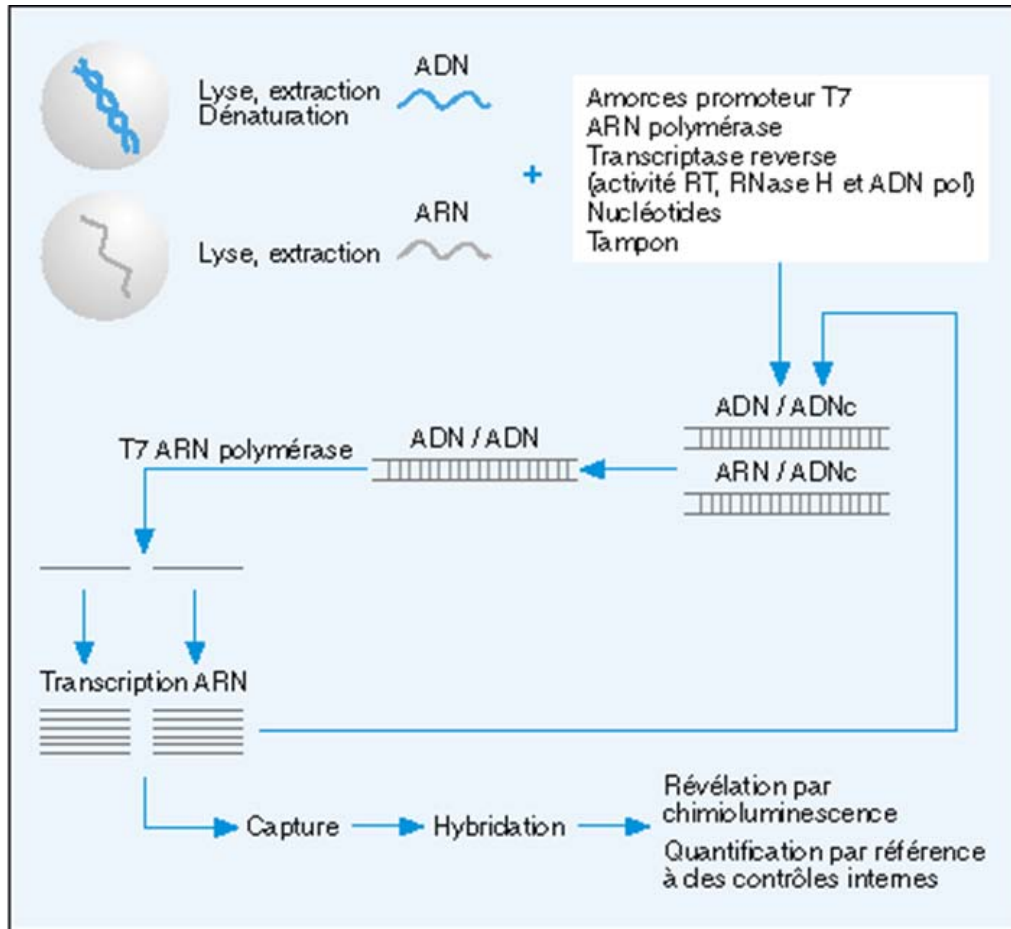 ADN
Lyse, extraction
Dénaturation
ARN
Lyse, extraction
+
Amorces promoteur T7
ARN polymérase
Transcriptase reverse
(activité RT, RNase H et ADN pol)
Nucléotides
Tampon
ADN / ADNc
ARN / ADNc
ADN / ADN
T7 ARN polymérase
Transcription ARN
Capture
Hybridation
Révélation par
chimioluminescence
Quantification par référence
à des contrôles internes